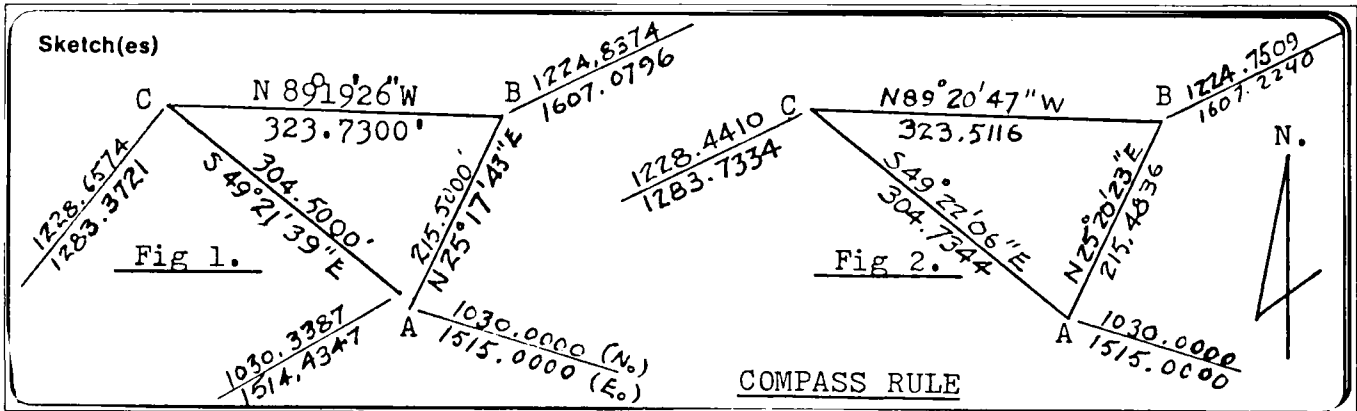 Sketch(es)
C
N 89°19'26"W
323.7300'
B
1224.8374
1607.0796
304.5000'
S 49°21'39"E
215.5000'
N 25°17'43"E
1228.6574
1283.3721
Fig 1.
1030.3387
1514.4347
A
1030.0000 (N₀)
1515.0000 (E₀)
C
N89°20'47"W
323.5116
B
1224.7509
1607.2240
N.
1228.4410
1283.7334
S49°22'06"E
304.7344
N25°20'23"E
215.4836
Fig 2.
A
1030.0000
1515.0000
COMPASS RULE